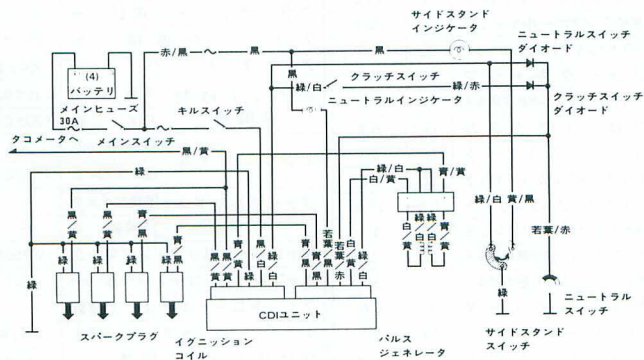 サイドスタンド
インジケータ
ニュートラルスイッチ
ダイオード
赤/黒
黒
黒
(4)
バッテリ
黒
緑/白
クラッチスイッチ
緑/赤
メインヒューズ
30A
キルスイッチ
ニュートラルインジケータ
クラッチスイッチ
ダイオード
メインスイッチ
タコメータへ
黒/黄
緑
緑/白
白/黄
青/黄
黒/黄
黒/黄
青/黒
青/黒
緑/白
黄/黒
若葉/赤
白/黄
緑/白
緑/白
青/黄
緑
緑
緑
緑
緑
黒/黄
黒/黄
青/黄
緑
黒/白
緑/白
青/黒
青/黒
若葉/黒
若葉/赤
白/黄
緑/白
CDIユニット
緑
スパークプラグ
イグニッション
コイル
パルス
ジェネレータ
サイドスタンド
スイッチ
ニュートラル
スイッチ